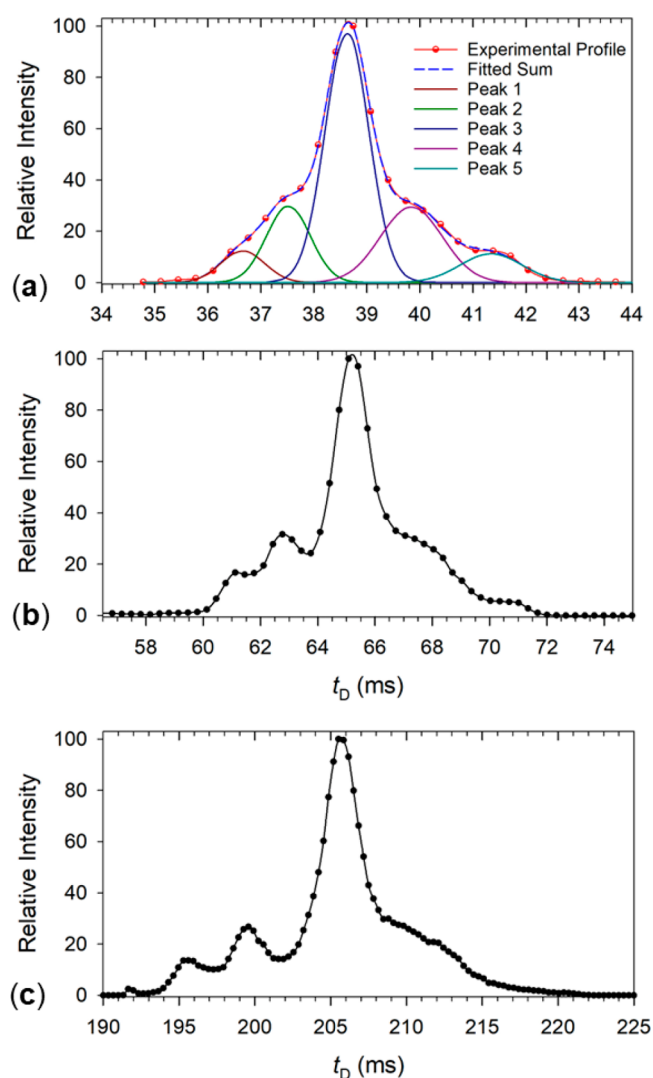 100
80
60
40
20
0
Relative Intensity
Experimental Profile
Fitted Sum
Peak 1
Peak 2
Peak 3
Peak 4
Peak 5
(a)
34 35 36 37 38 39 40 41 42 43 44
100
80
60
40
20
0
Relative Intensity
(b)
58 60 62 64 66 68 70 72 74
tD (ms)
100
80
60
40
20
0
Relative Intensity
(c)
190 195 200 205 210 215 220 225
tD (ms)